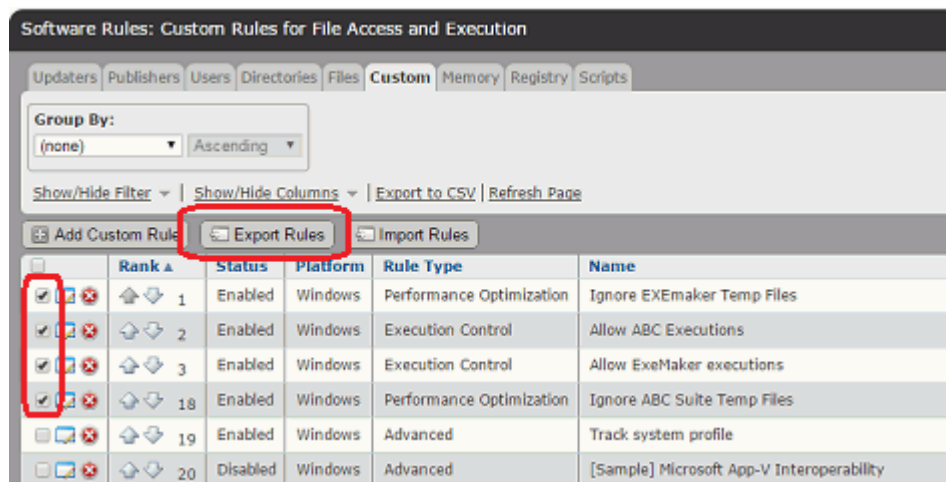 Software Rules: Custom Rules for File Access and Execution
Updaters Publishers Users Directories Files Custom Memory Registry Scripts
Group By:
(none) Ascending
Show/Hide Filter | Show/Hide Columns | Export to CSV | Refresh Page
Add Custom Rule Export Rules Import Rules
Rank Status Platform Rule Type Name
1 Enabled Windows Performance Optimization Ignore EXEmaker Temp Files
2 Enabled Windows Execution Control Allow ABC Executions
3 Enabled Windows Execution Control Allow ExeMaker executions
18 Enabled Windows Performance Optimization Ignore ABC Suite Temp Files
19 Enabled Windows Advanced Track system profile
20 Disabled Windows Advanced [Sample] Microsoft App-V Interoperability